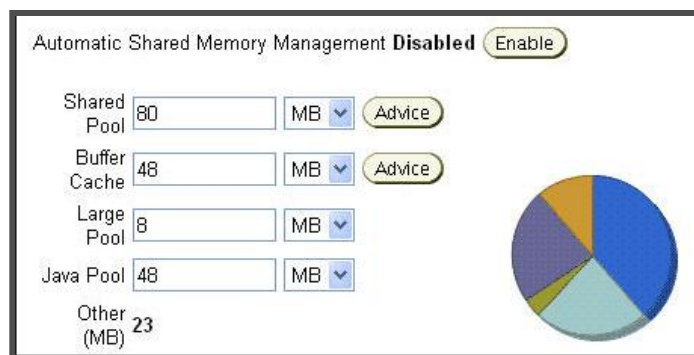 Automatic Shared Memory Management Disabled Enable
Shared Pool 80 MB Advice
Buffer Cache 48 MB Advice
Large Pool 8 MB
Java Pool 48 MB
Other (MB) 23